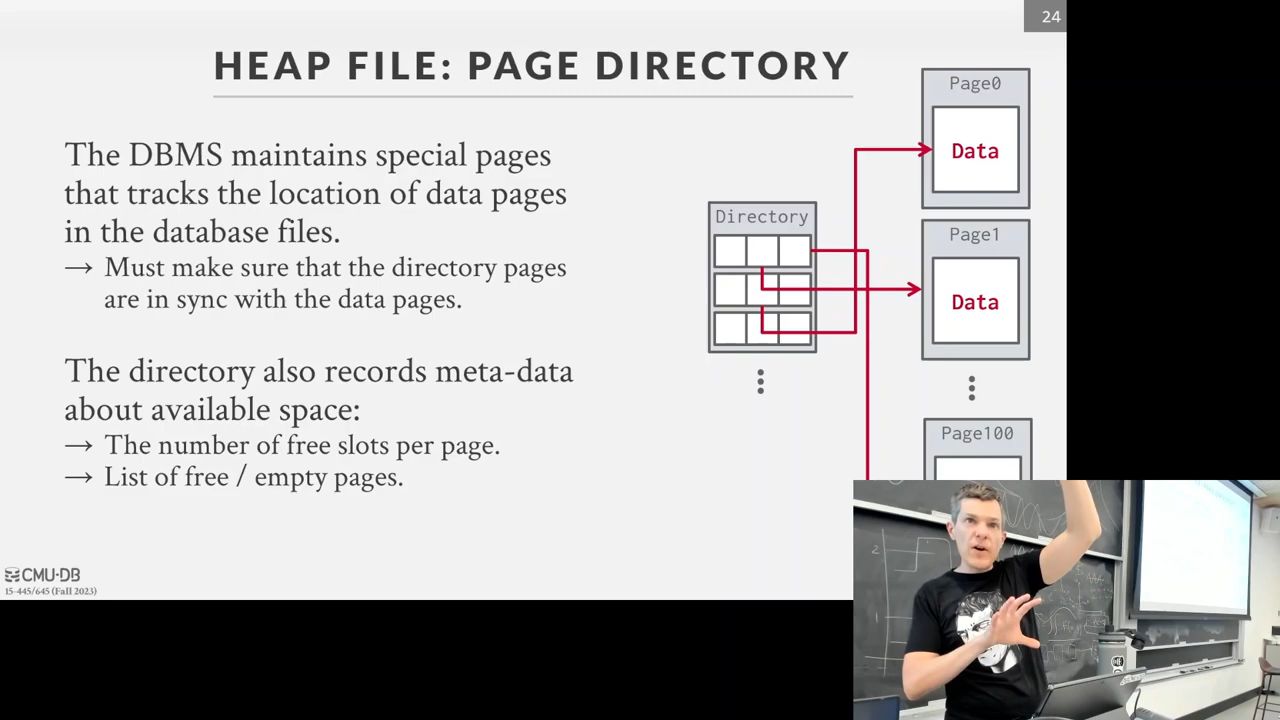 24
HEAP FILE: PAGE DIRECTORY
The DBMS maintains special pages
that tracks the location of data pages
in the database files.
→ Must make sure that the directory pages
are in sync with the data pages.
The directory also records meta-data
about available space:
→ The number of free slots per page.
→ List of free / empty pages.
Directory
Page0
Data
Page1
Data
Page100
CMU·DB
15-445/645 (Fall 2023)